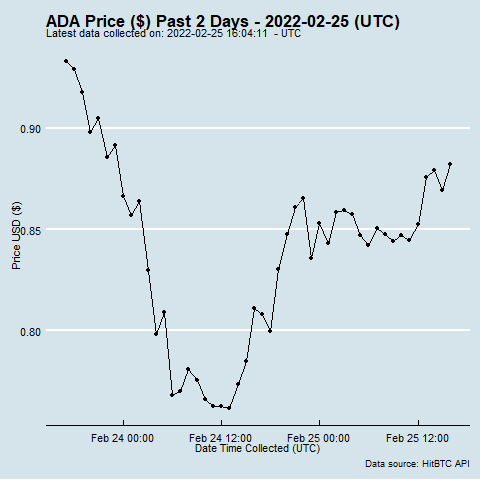 ADA Price ($) Past 2 Days - 2022-02-25 (UTC)
Latest data collected on: 2022-02-25 16:04:11 - UTC
0.90
0.85
0.80
Price USD ($)
Feb 24 00:00 Feb 24 12:00 Feb 25 00:00 Feb 25 12:00
Date Time Collected (UTC)
Data source: HitBTC API